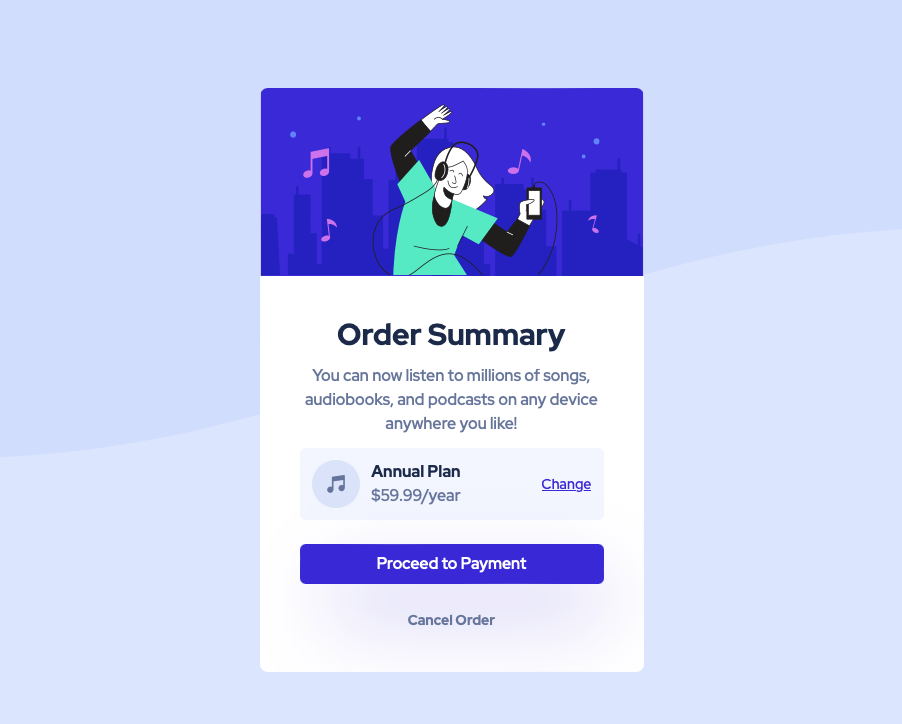 Order Summary
You can now listen to millions of songs,
audiobooks, and podcasts on any device
anywhere you like!
Annual Plan
$59.99/year
Change
Proceed to Payment
Cancel Order